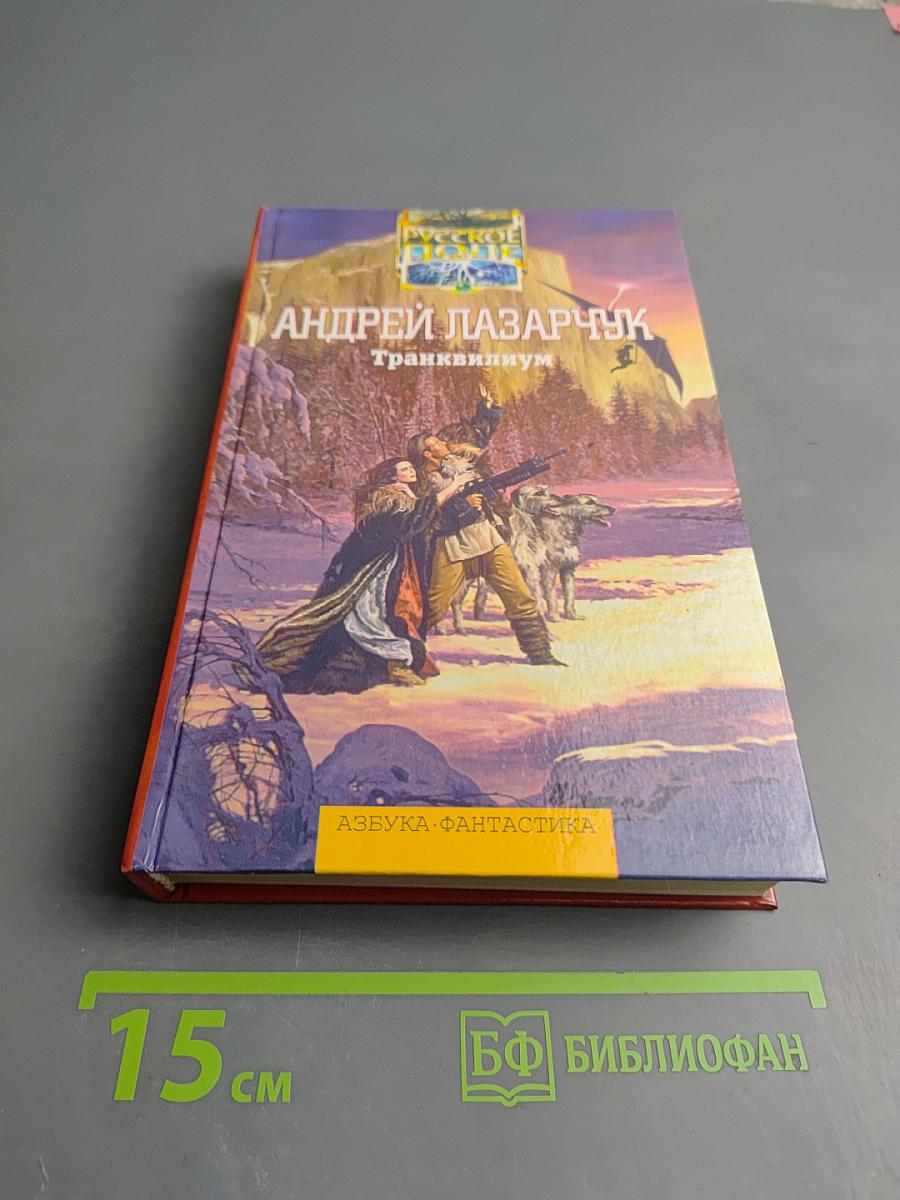 РУССКОЕ
ПОЛЕ
АНДРЕЙ ЛАЗАРЧУК
Транквилиум
АЗБУКА·ФАНТАСТИКА
15 см
БФ БИБЛИОФАН